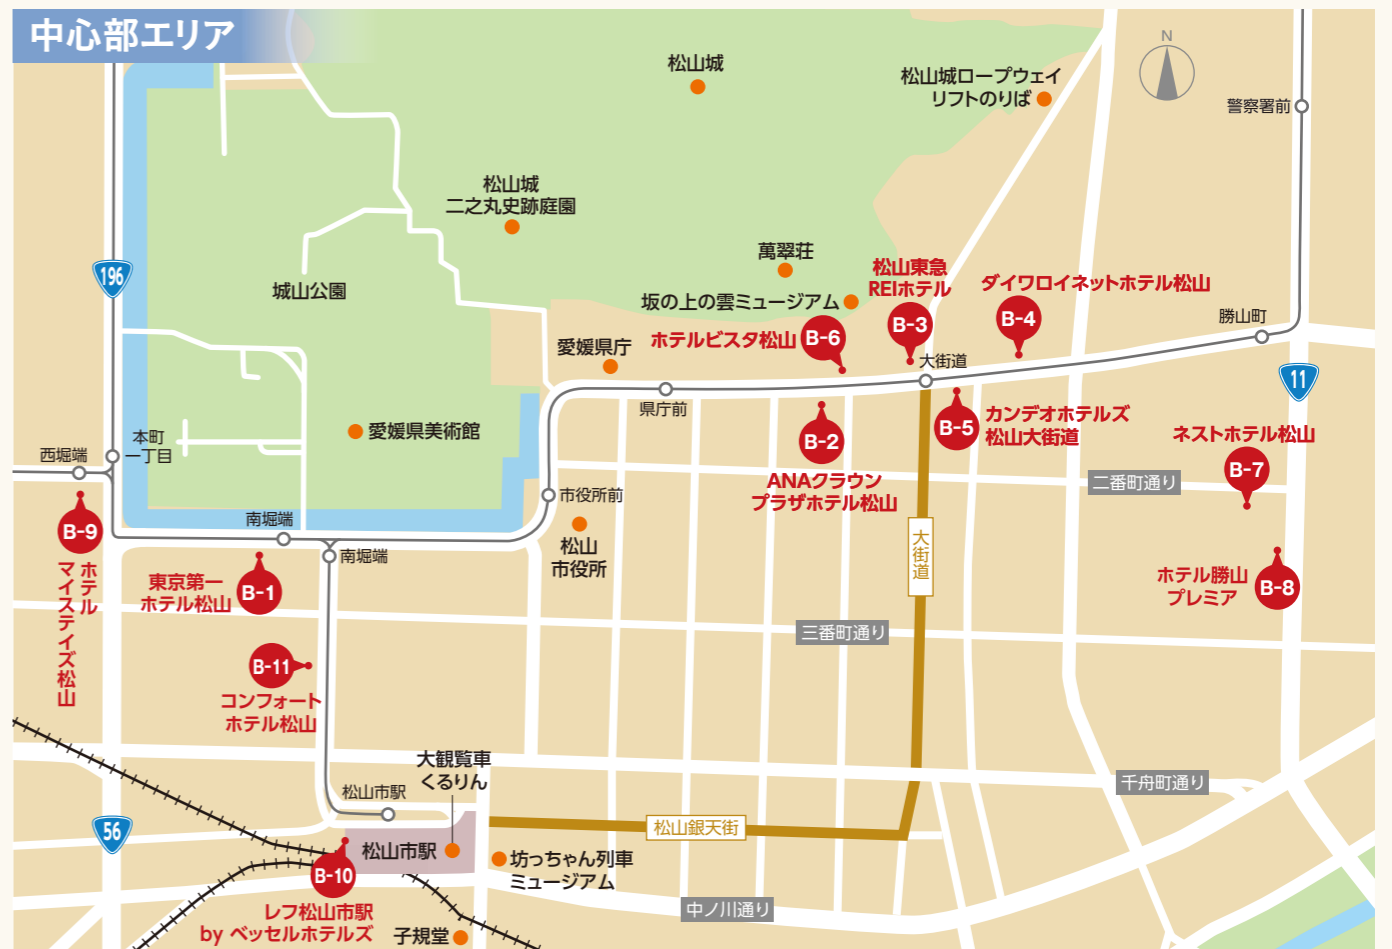 中心部エリア
N
松山城
松山城ロープウェイ
リフトのりば
警察署前
松山城
二之丸史跡庭園
萬翠荘
松山東急
REIホテル
ダイワロイネットホテル松山
196
城山公園
坂の上の雲ミュージアム
B-3
B-4
勝山町
愛媛県庁
ホテルビスタ松山
B-6
大街道
11
県庁前
カンデオホテルズ
松山大街道
B-5
B-2
愛媛県美術館
ネストホテル松山
本町
一丁目
西堀端
B-7
ANAクラウン
プラザホテル松山
二番町通り
市役所前
南堀端
B-9
松山
市役所
南堀端
大街道
ホテル
マイステイズ松山
東京第一
ホテル松山
B-1
ホテル勝山
プレミア
B-8
三番町通り
B-11
コンフォート
ホテル松山
大観覧車
くるりん
千舟町通り
松山市駅
56
松山銀天街
松山市駅
坊っちゃん列車
ミュージアム
B-10
レフ松山市駅
by ベッセルホテルズ
中ノ川通り
子規堂